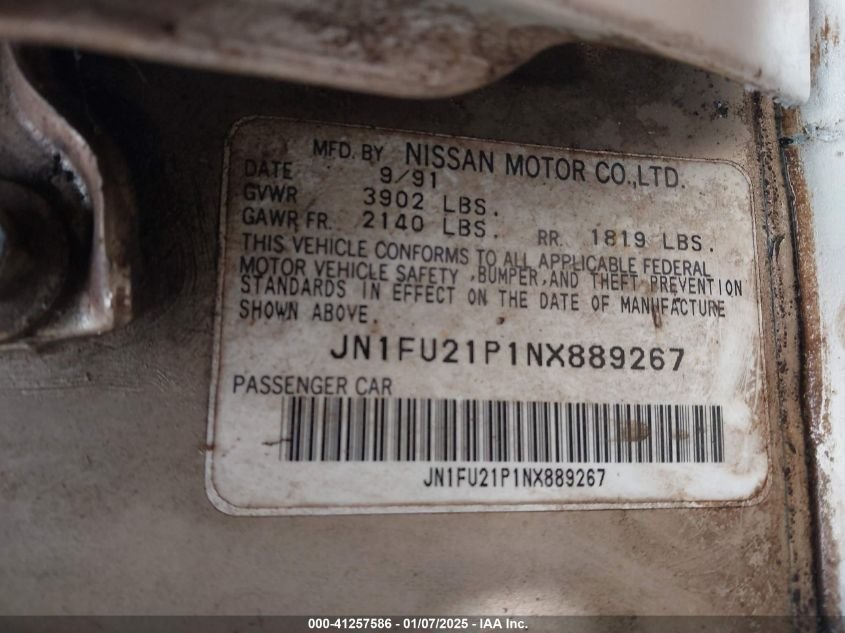 MFD. BY NISSAN MOTOR CO.,LTD.
DATE 9/91
GVWR 3902 LBS.
GAWR FR. 2140 LBS. RR. 1819 LBS.
THIS VEHICLE CONFORMS TO ALL APPLICABLE FEDERAL
MOTOR VEHICLE SAFETY ,BUMPER,AND THEFT PREVENTION
STANDARDS IN EFFECT ON THE DATE OF MANUFACTURE
SHOWN ABOVE.
JN1FU21P1NX889267
PASSENGER CAR
JN1FU21P1NX889267
000-41257586 - 01/07/2025 - IAA Inc.